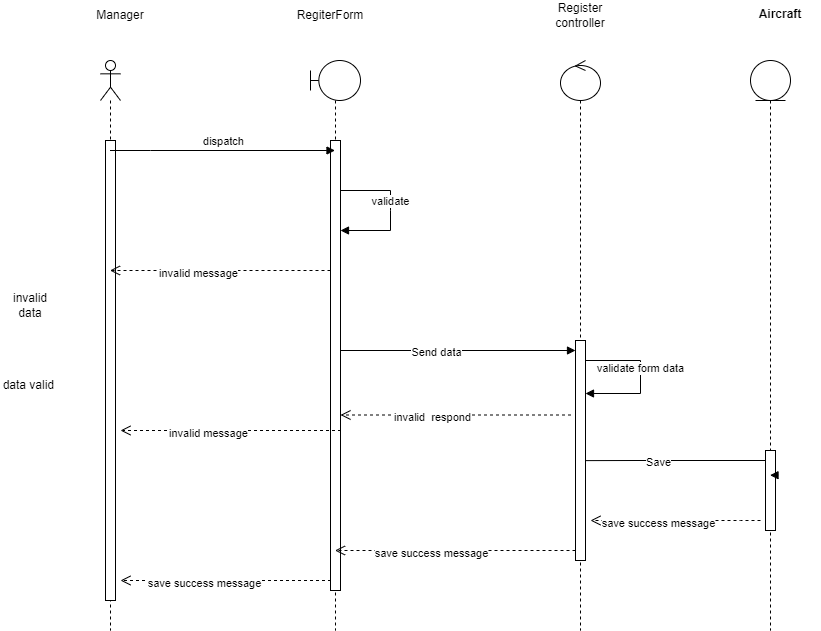 Manager
RegiterForm
Register
controller
Aircraft
dispatch
validate
invalid message
invalid
data
Send data
validate form data
data valid
invalid respond
invalid message
Save
save success message
save success message
save success message